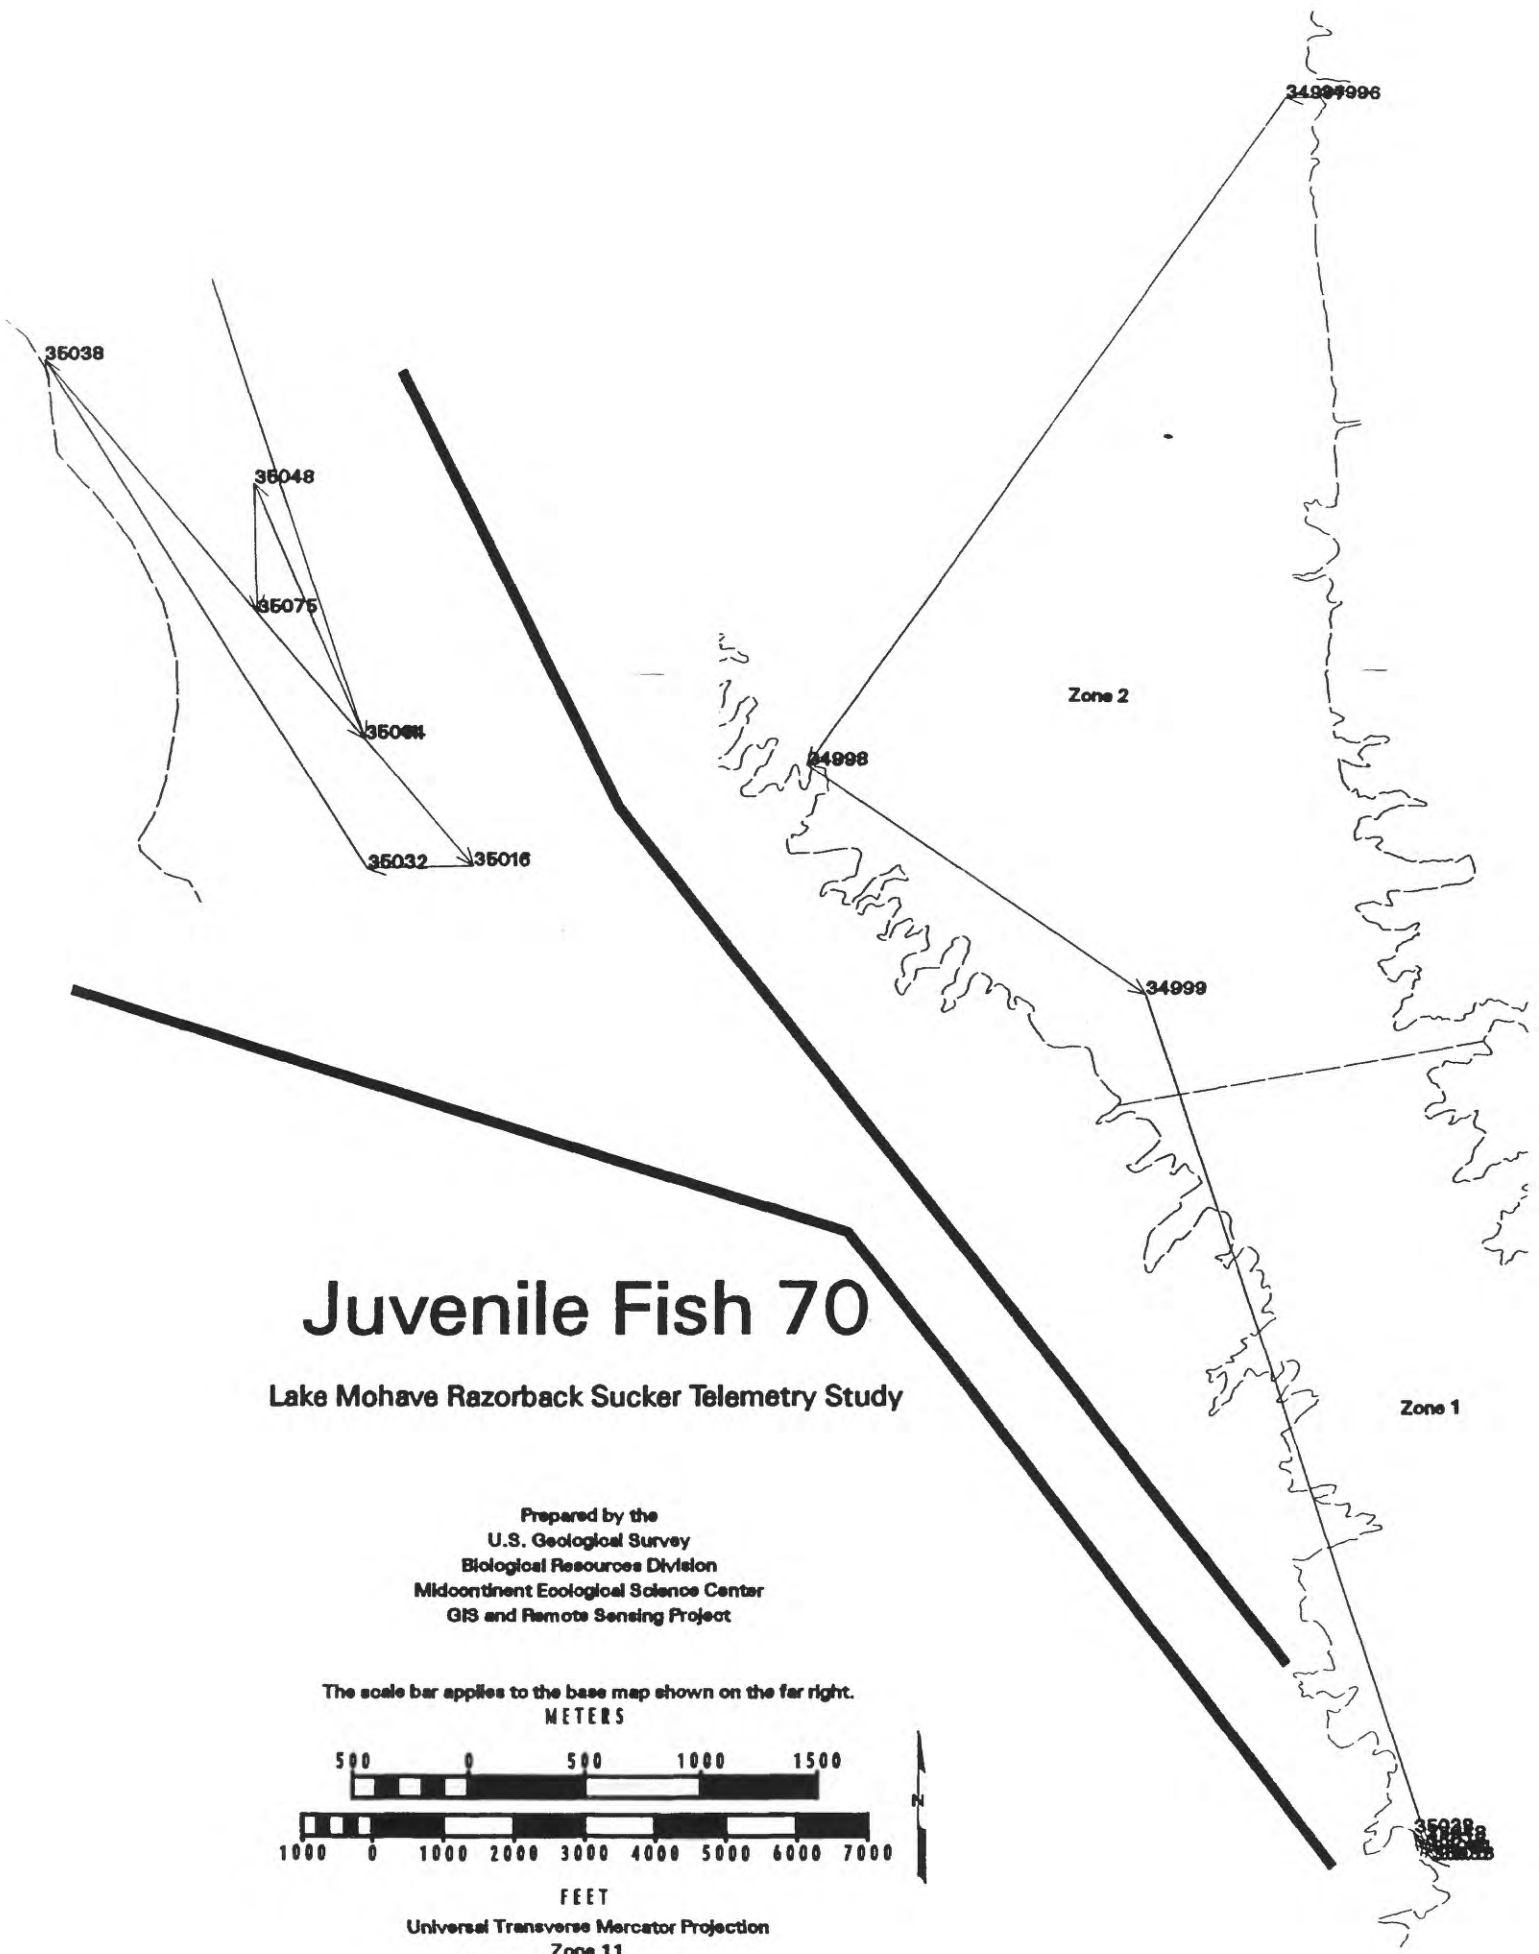 34996
35038
35048
35075
Zone 2
34998
35032
35016
34999
Juvenile Fish 70
Lake Mohave Razorback Sucker Telemetry Study
Zone 1
Prepared by the
U.S. Geological Survey
Biological Resources Division
Midcontinent Ecological Science Center
GIS and Remote Sensing Project
The scale bar applies to the base map shown on the far right.
METERS
500 0 500 1000 1500
N
1000 0 1000 2000 3000 4000 5000 6000 7000
FEET
Universal Transverse Mercator Projection
Zone 11